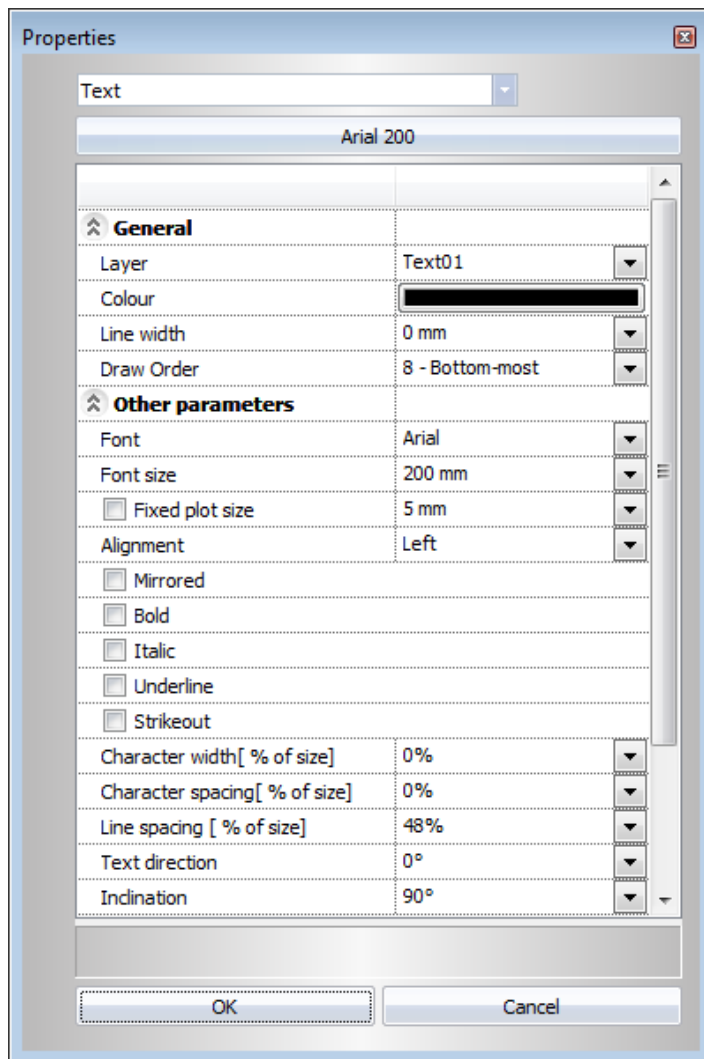 Properties
Text
Arial 200
General
Layer Text01
Colour
Line width 0 mm
Draw Order 8 - Bottom-most
Other parameters
Font Arial
Font size 200 mm
Fixed plot size 5 mm
Alignment Left
Mirrored
Bold
Italic
Underline
Strikeout
Character width[ % of size] 0%
Character spacing[ % of size] 0%
Line spacing [ % of size] 48%
Text direction 0°
Inclination 90°
OK Cancel